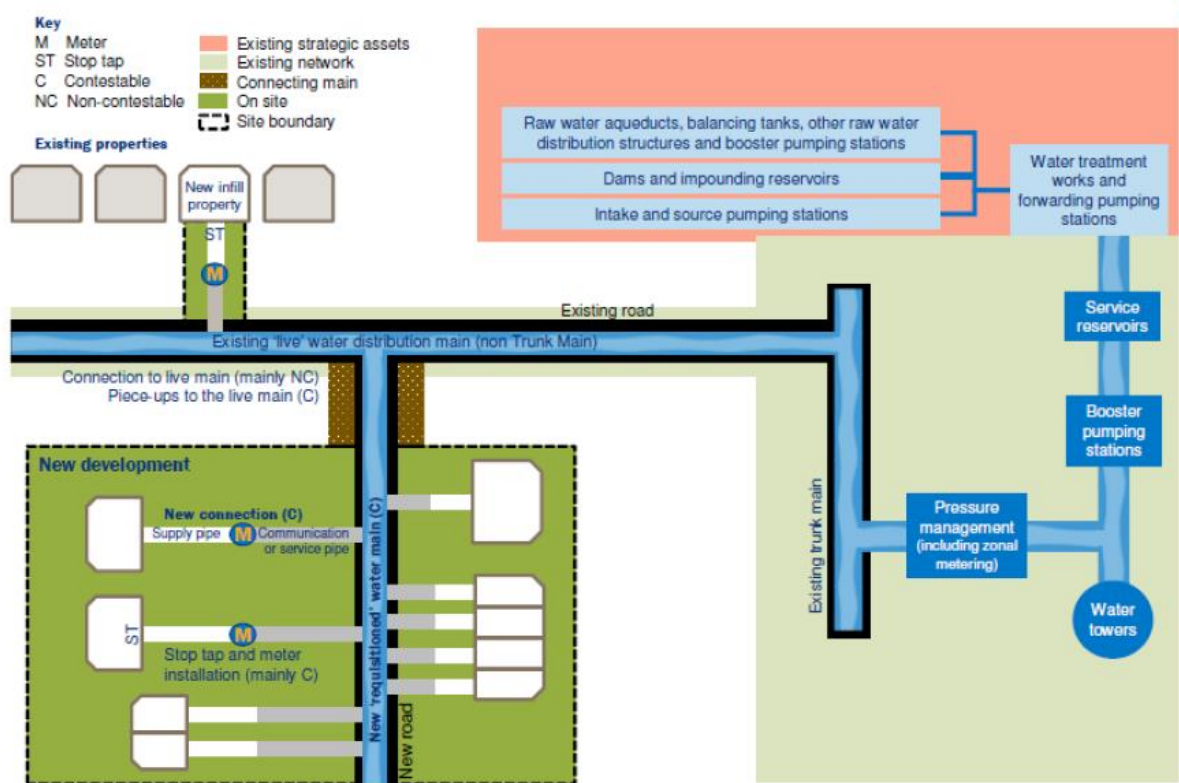 Key
M Meter
ST Stop tap
C Contestable
NC Non-contestable
Existing strategic assets
Existing network
Connecting main
On site
Site boundary
Existing properties
New infill
property
ST
M
Raw water aqueducts, balancing tanks, other raw water
distribution structures and booster pumping stations
Dams and impounding reservoirs
Intake and source pumping stations
Water treatment
works and
forwarding pumping
stations
Existing road
Existing 'live' water distribution main (non Trunk Main)
Service
reservoirs
Connection to live main (mainly NC)
Piece-ups to the live main (C)
Booster
pumping
stations
New development
New connection (C)
Supply pipe
M
Communication
or service pipe
ST
M
Stop tap and meter
installation (mainly C)
New 'requisitioned' water main (C)
New road
Existing trunk main
Pressure
management
(including zonal
metering)
Water
towers